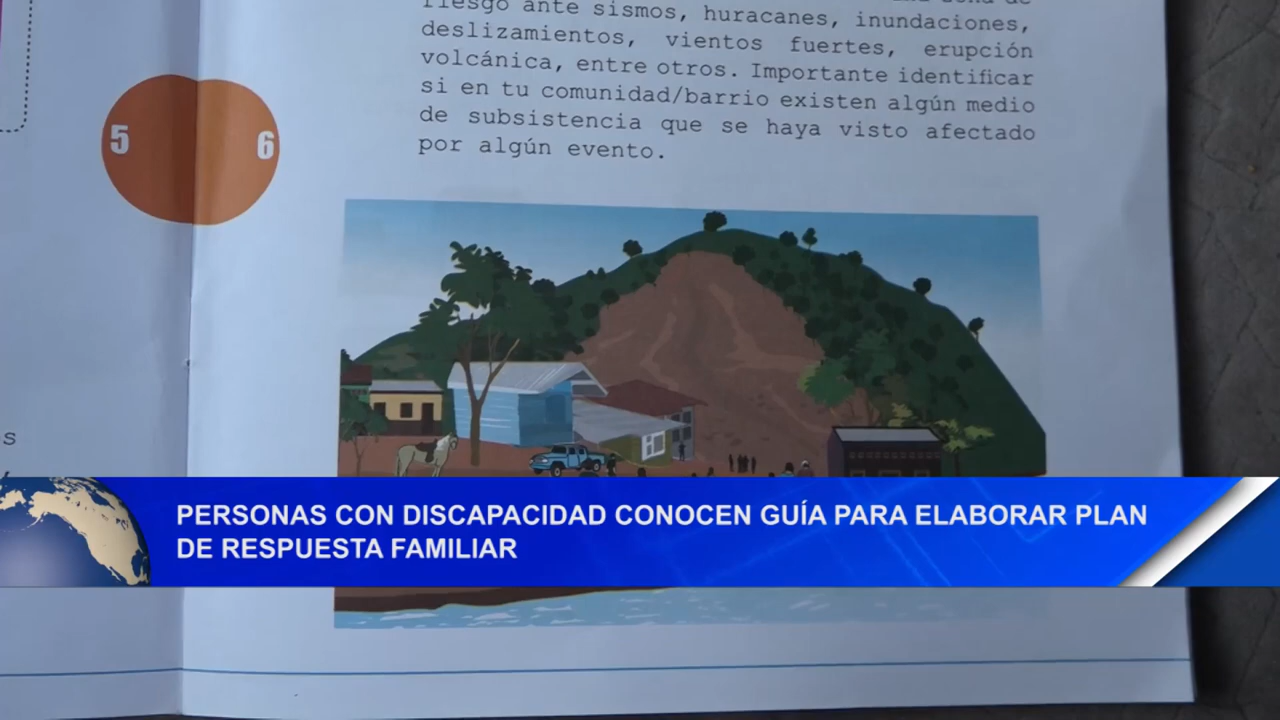 riesgo ante sismos, huracanes, inundaciones,
deslizamientos, vientos fuertes, erupción
volcánica, entre otros. Importante identificar
si en tu comunidad/barrio existen algún medio
de subsistencia que se haya visto afectado
por algún evento.
5
6
s
PERSONAS CON DISCAPACIDAD CONOCEN GUÍA PARA ELABORAR PLAN
DE RESPUESTA FAMILIAR